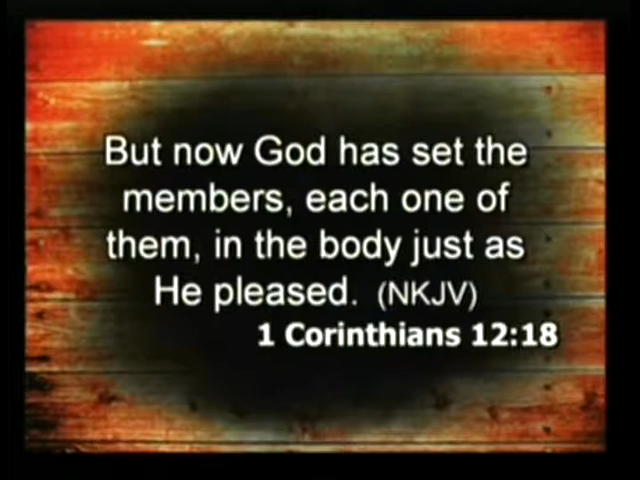 But now God has set the
members, each one of
them, in the body just as
He pleased. (NKJV)
1 Corinthians 12:18